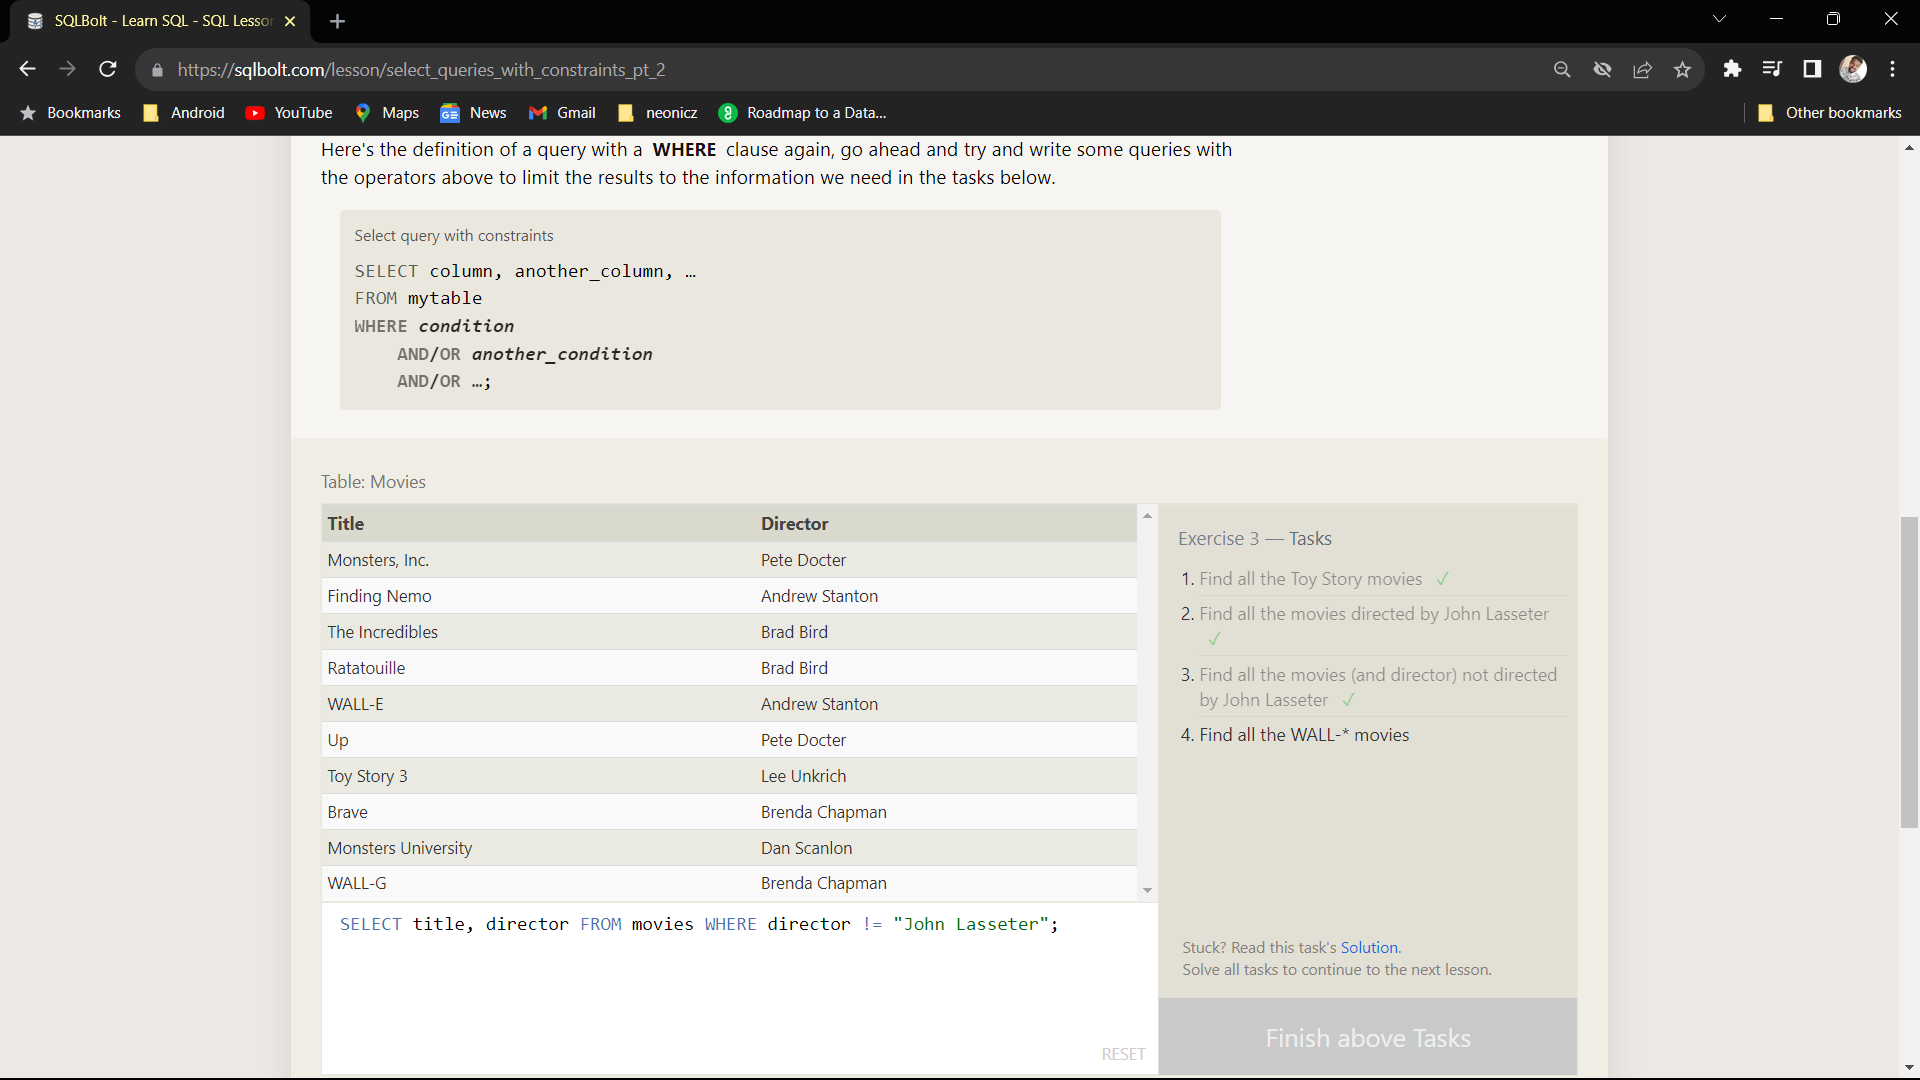 SQLBolt - Learn SQL - SQL Lesso
https://sqlbolt.com/lesson/select_queries_with_constraints_pt_2
Bookmarks Android YouTube Maps News Gmail neonicz Roadmap to a Data... Other bookmarks
Here's the definition of a query with a WHERE clause again, go ahead and try and write some queries with
the operators above to limit the results to the information we need in the tasks below.
Select query with constraints
SELECT column, another_column, …
FROM mytable
WHERE condition
AND/OR another_condition
AND/OR …;
Table: Movies
Title Director
Monsters, Inc. Pete Docter
Finding Nemo Andrew Stanton
The Incredibles Brad Bird
Ratatouille Brad Bird
WALL-E Andrew Stanton
Up Pete Docter
Toy Story 3 Lee Unkrich
Brave Brenda Chapman
Monsters University Dan Scanlon
WALL-G Brenda Chapman
SELECT title, director FROM movies WHERE director != "John Lasseter";
RESET
Exercise 3 — Tasks
1. Find all the Toy Story movies ✓
2. Find all the movies directed by John Lasseter
✓
3. Find all the movies (and director) not directed
by John Lasseter ✓
4. Find all the WALL-* movies
Stuck? Read this task's Solution.
Solve all tasks to continue to the next lesson.
Finish above Tasks